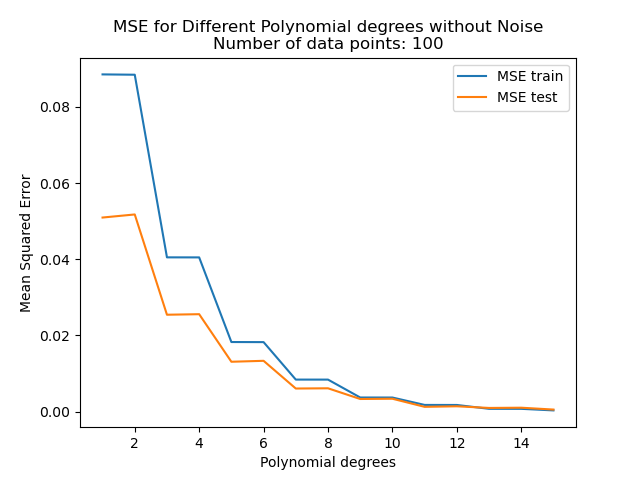 MSE for Different Polynomial degrees without Noise
Number of data points: 100
MSE train
MSE test
Mean Squared Error
0.08
0.06
0.04
0.02
0.00
2 4 6 8 10 12 14
Polynomial degrees